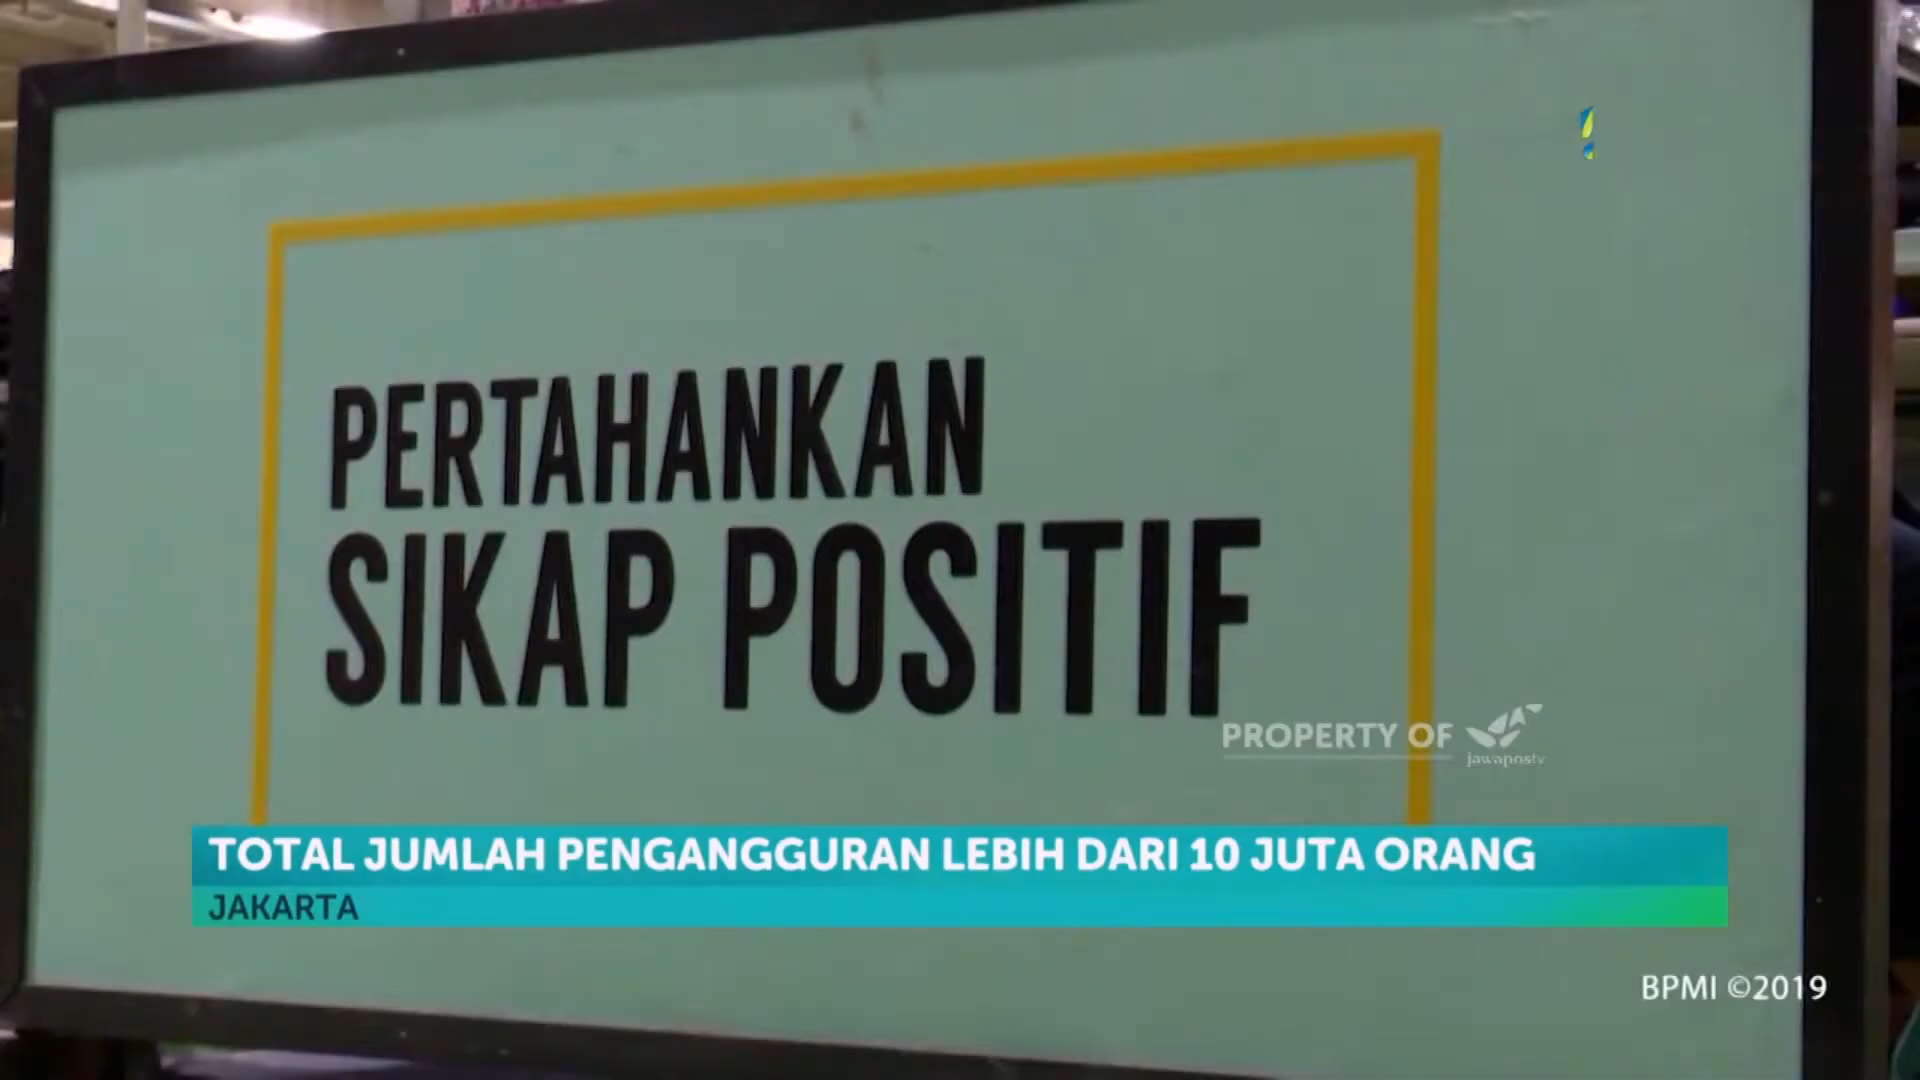 PERTAHANKAN
SIKAP POSITIF
PROPERTY OF
jawapostv
TOTAL JUMLAH PENGANGGURAN LEBIH DARI 10 JUTA ORANG
JAKARTA
BPMI ©2019